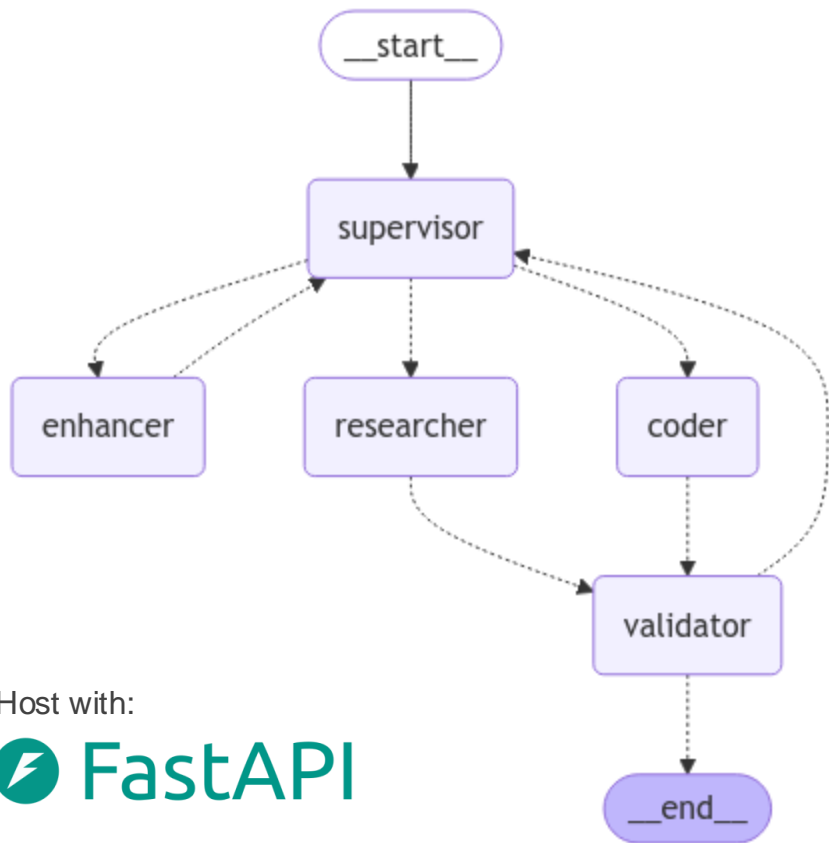 __start__
supervisor
enhancer
researcher
coder
validator
Host with:
FastAPI
__end__